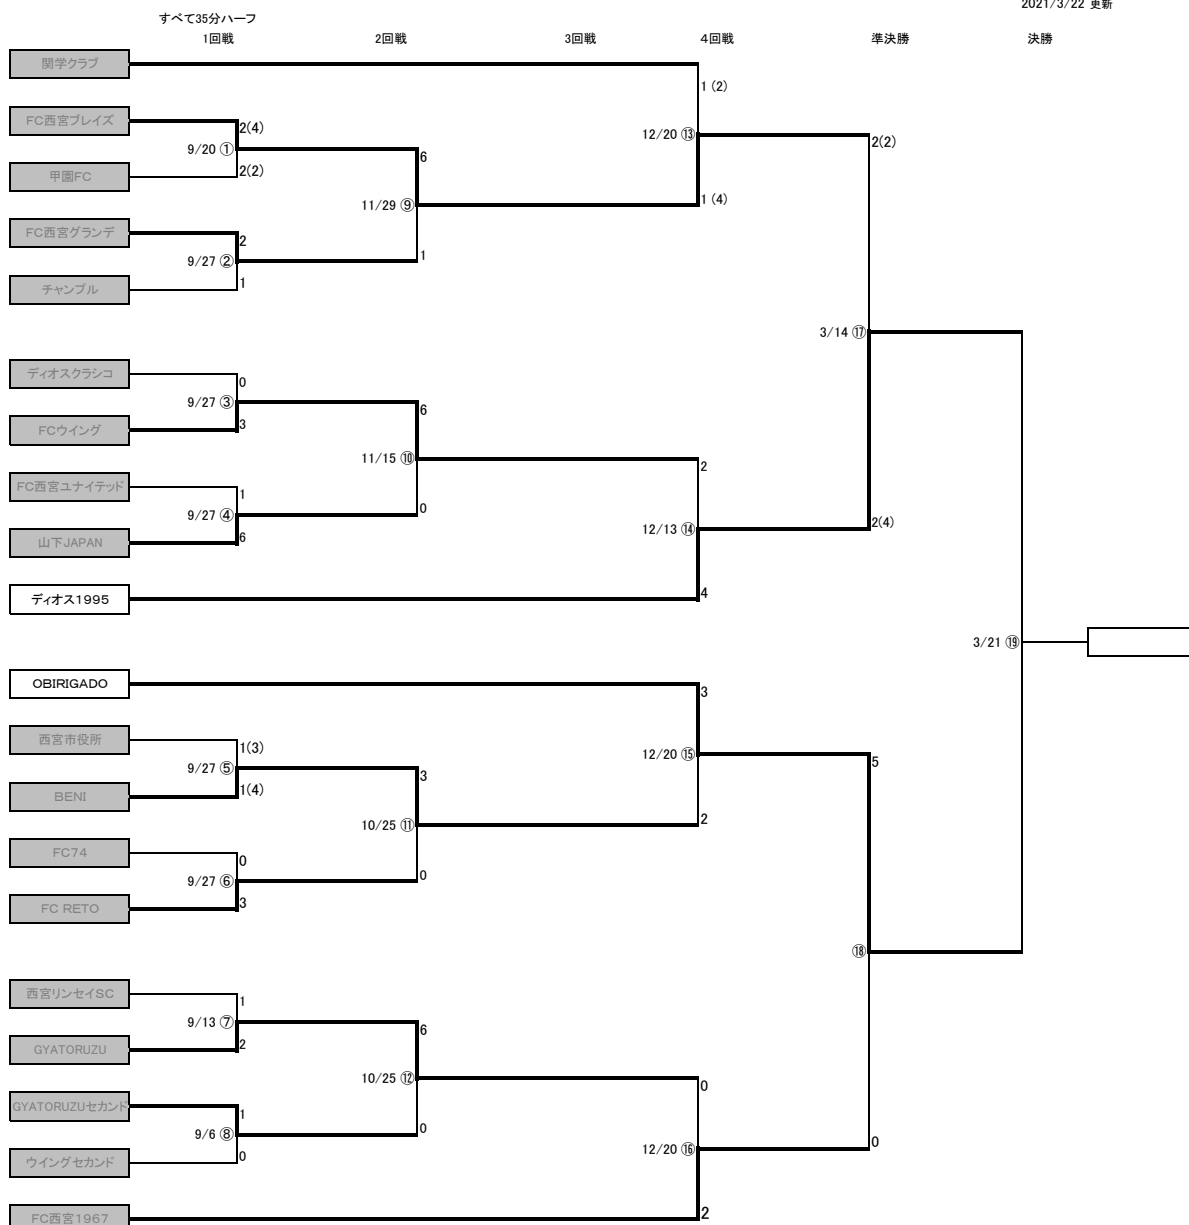 2021/3/22 更新
すべて35分ハーフ
1回戦 2回戦 3回戦 4回戦 準決勝 決勝
関学クラブ
1(2)
FC西宮ブレイズ
2(4)
12/20 ⑬
2(2)
9/20 ①
6
甲園FC
2(2)
11/29 ⑨
1(4)
FC西宮グランデ
2
9/27 ②
1
チャンプル
1
3/14 ⑰
ディオスクラシコ
0
9/27 ③
6
FCウイング
3
11/15 ⑩
2
FC西宮ユナイテッド
1
9/27 ④
0
2(4)
12/13 ⑭
山下JAPAN
6
ディオス1995
4
3/21 ⑲
OBIRIGADO
3
西宮市役所
1(3)
12/20 ⑮
5
9/27 ⑤
3
BENI
1(4)
10/25 ⑪
2
FC74
0
9/27 ⑥
0
FC RETO
3
⑱
西宮リンセイSC
1
9/13 ⑦
6
GYATORUZU
2
10/25 ⑫
0
GYATORUZUセカンド
1
9/6 ⑧
0
0
12/20 ⑯
ウイングセカンド
0
FC西宮1967
2